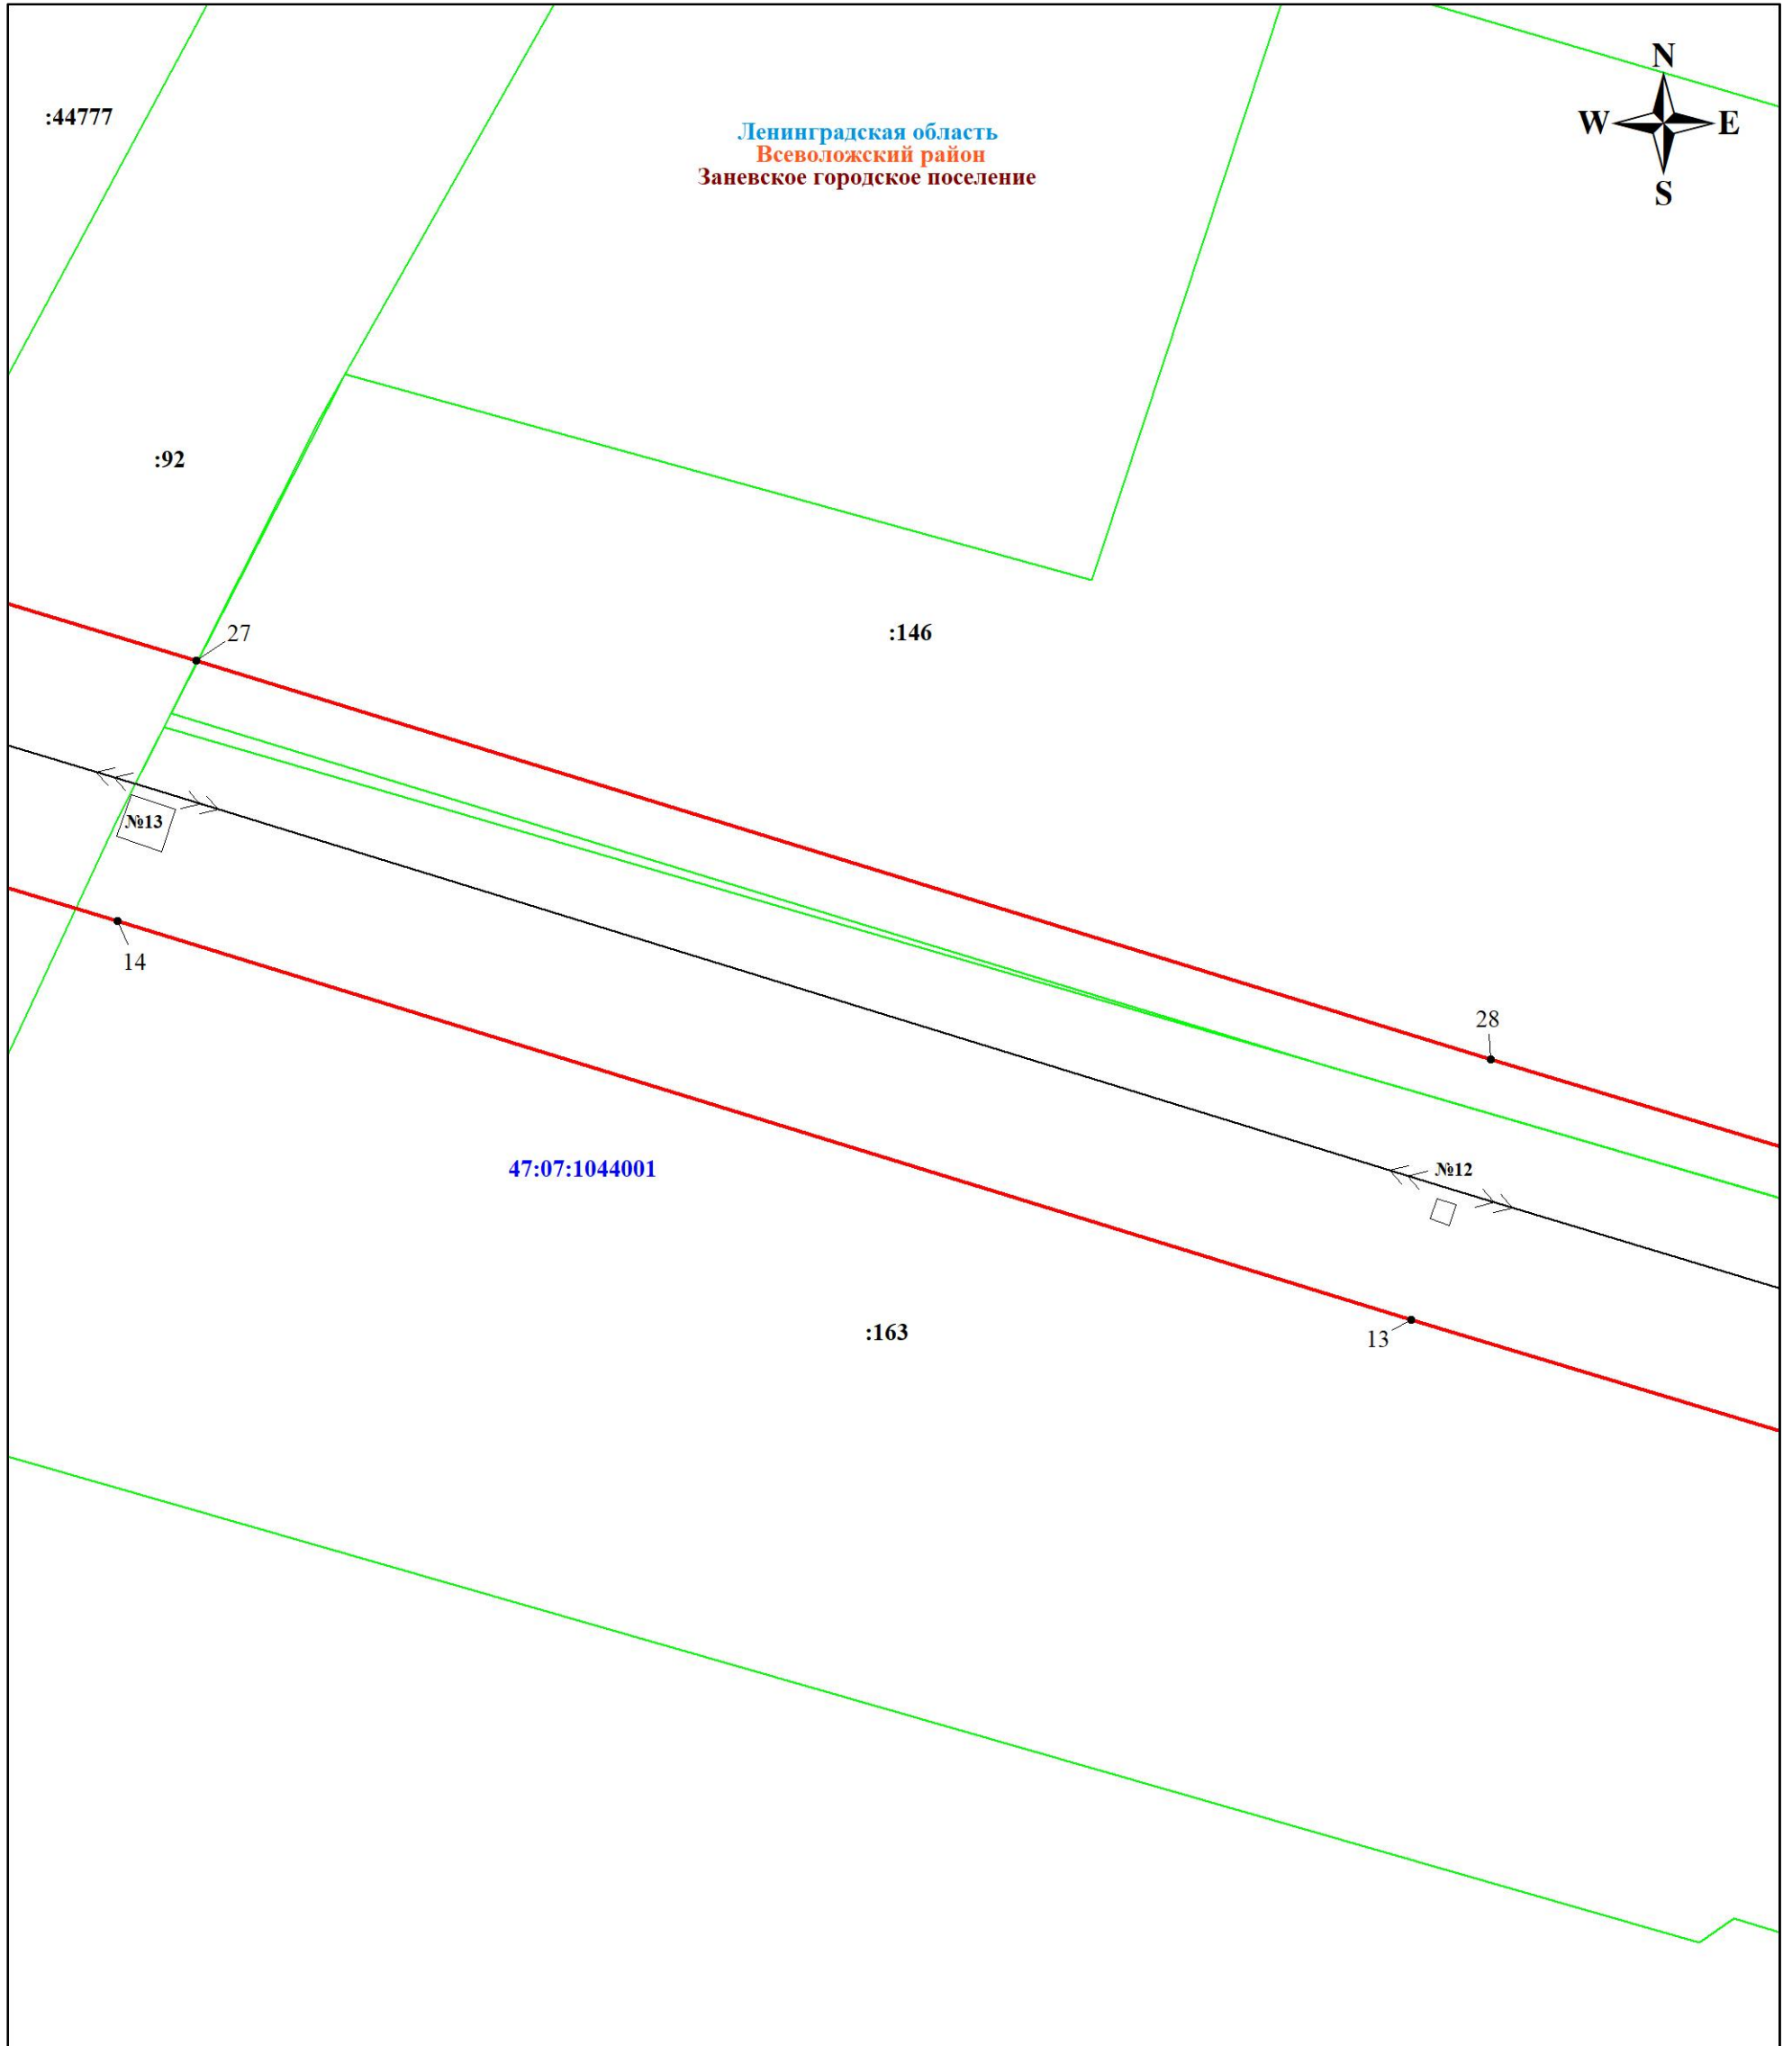 N
:44777
W
E
Ленинградская область
Всеволожский район
Заневское городское поселение
S
:92
27
:146
№13
14
28
№12
47:07:1044001
:163
13